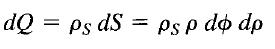 dQ = ρ_S dS = ρ_S ρ dϕ dρ